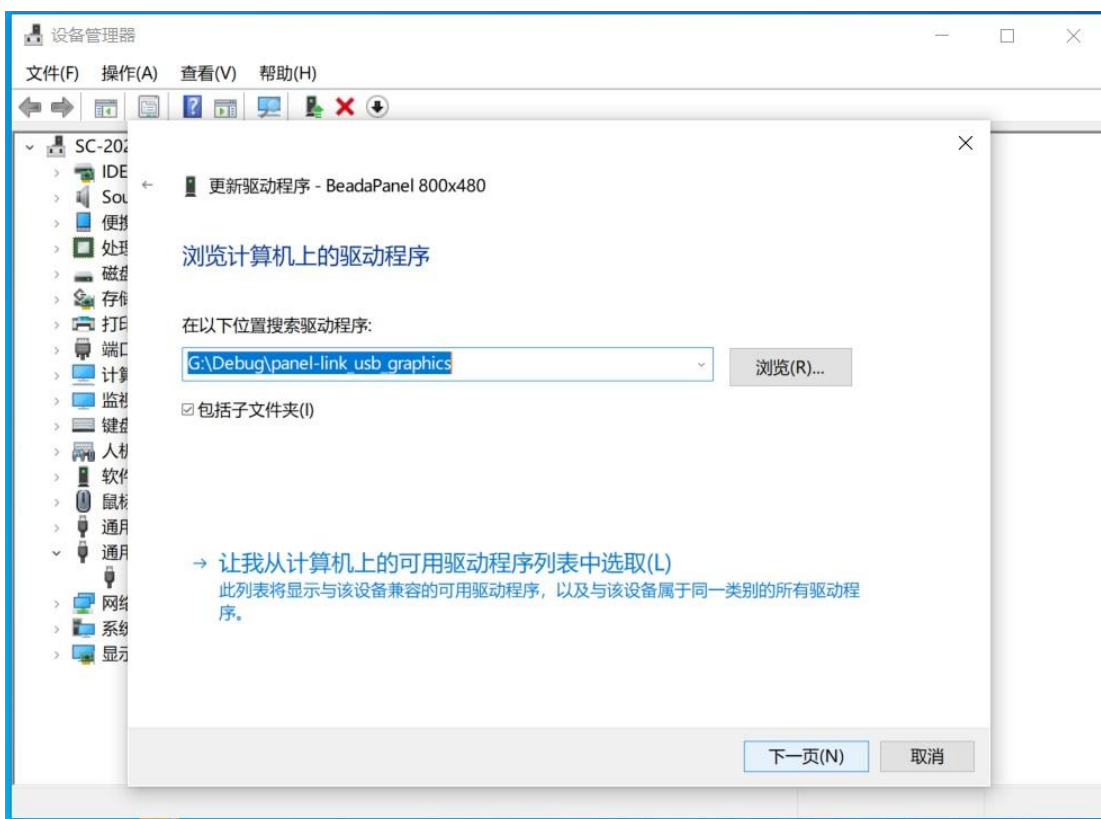 设备管理器
文件(F) 操作(A) 查看(V) 帮助(H)
SC-202
IDE
Sou
便携
处理
磁盘
存储
打印
端口
计算
监视
键盘
人机
软件
鼠标
通用
通用
网络
系统
显示
更新驱动程序 - BeadaPanel 800x480
浏览计算机上的驱动程序
在以下位置搜索驱动程序:
G:\Debug\panel-link_usb_graphics
浏览(R)...
包括子文件夹(I)
→ 让我从计算机上的可用驱动程序列表中选取(L)
此列表将显示与该设备兼容的可用驱动程序，以及与该设备属于同一类别的所有驱动程
序。
下一页(N) 取消